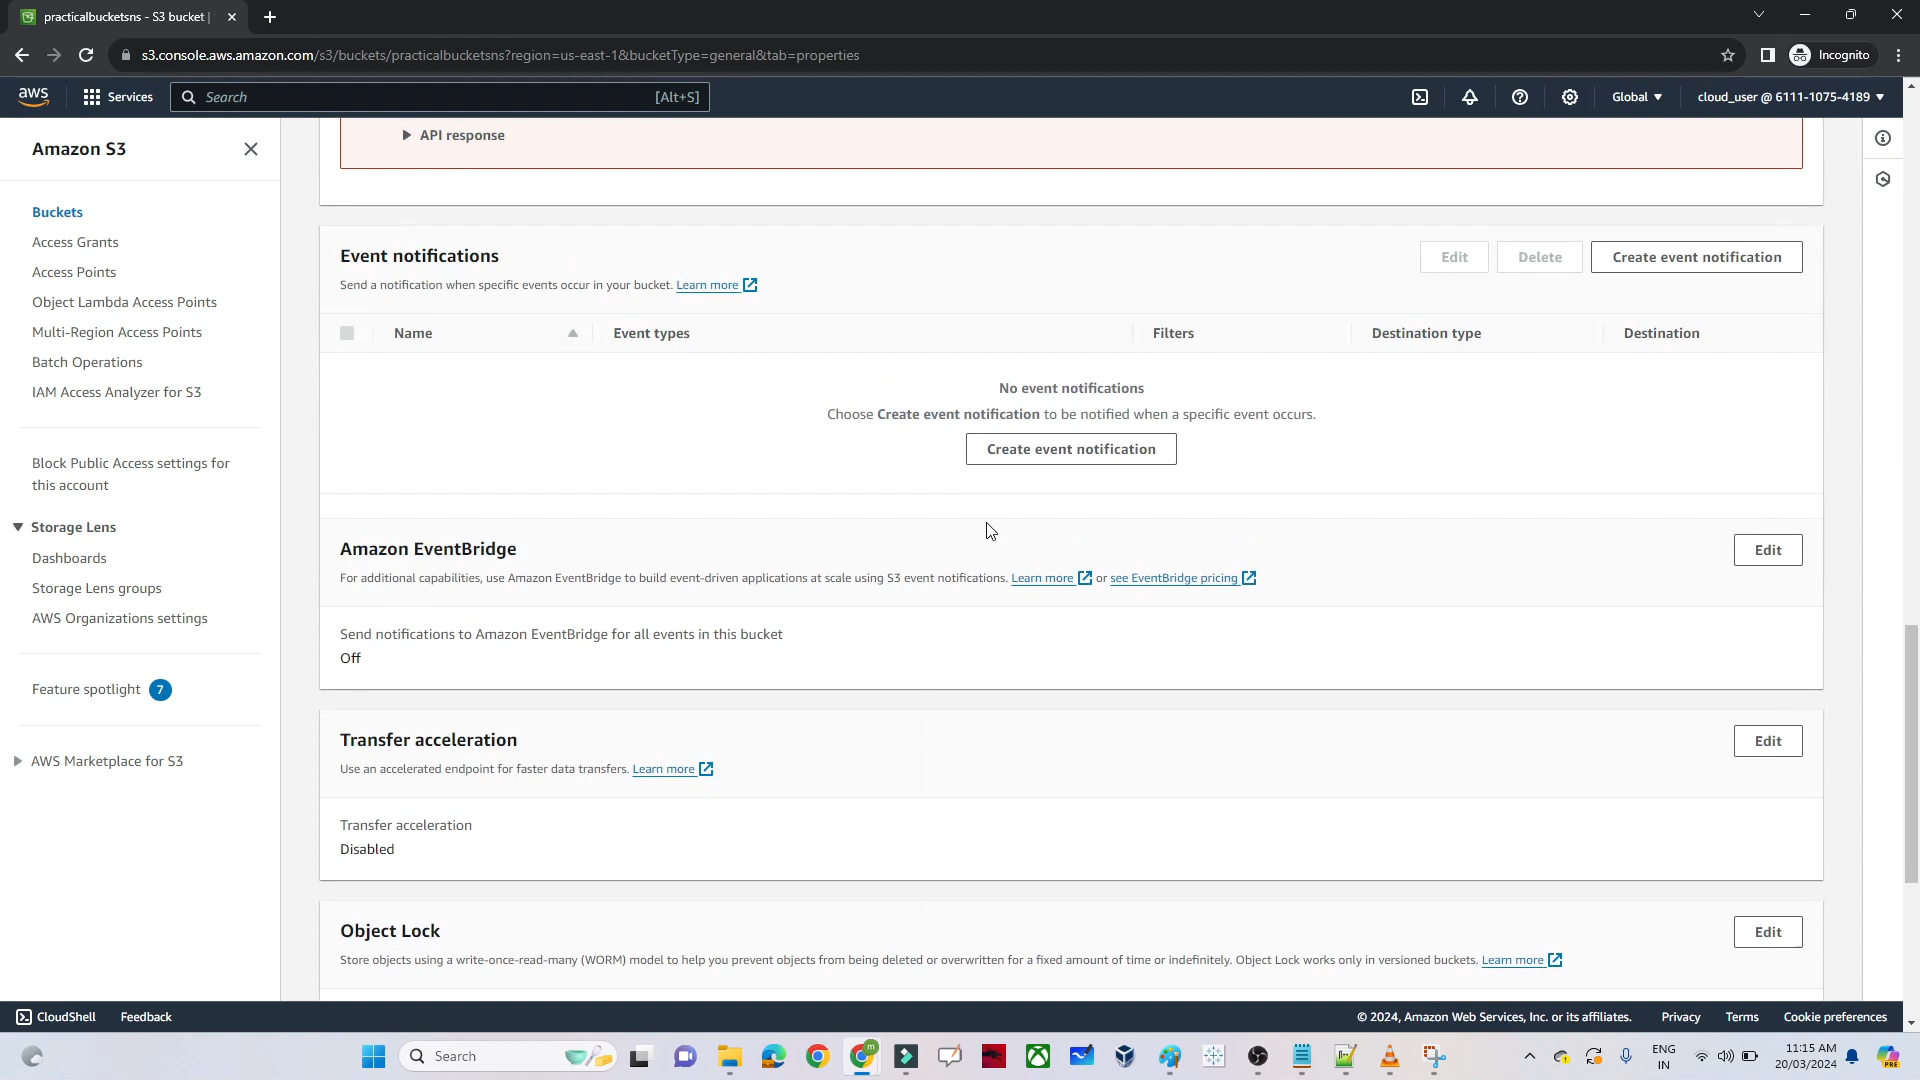 practicalbucketsns - S3 bucket |
s3.console.aws.amazon.com/s3/buckets/practicalbucketsns?region=us-east-1&bucketType=general&tab=properties
Incognito
aws
Services
Search
[Alt+S]
Global
cloud_user @ 6111-1075-4189
Amazon S3
Buckets
Access Grants
Access Points
Object Lambda Access Points
Multi-Region Access Points
Batch Operations
IAM Access Analyzer for S3
Block Public Access settings for
this account
Storage Lens
Dashboards
Storage Lens groups
AWS Organizations settings
Feature spotlight 7
AWS Marketplace for S3
API response
Event notifications
Edit
Delete
Create event notification
Send a notification when specific events occur in your bucket. Learn more
Name
Event types
Filters
Destination type
Destination
No event notifications
Choose Create event notification to be notified when a specific event occurs.
Create event notification
Amazon EventBridge
Edit
For additional capabilities, use Amazon EventBridge to build event-driven applications at scale using S3 event notifications. Learn more or see EventBridge pricing
Send notifications to Amazon EventBridge for all events in this bucket
Off
Transfer acceleration
Edit
Use an accelerated endpoint for faster data transfers. Learn more
Transfer acceleration
Disabled
Object Lock
Edit
Store objects using a write-once-read-many (WORM) model to help you prevent objects from being deleted or overwritten for a fixed amount of time or indefinitely. Object Lock works only in versioned buckets. Learn more
CloudShell
Feedback
© 2024, Amazon Web Services, Inc. or its affiliates.
Privacy
Terms
Cookie preferences
Search
ENG
IN
11:15 AM
20/03/2024
PRE